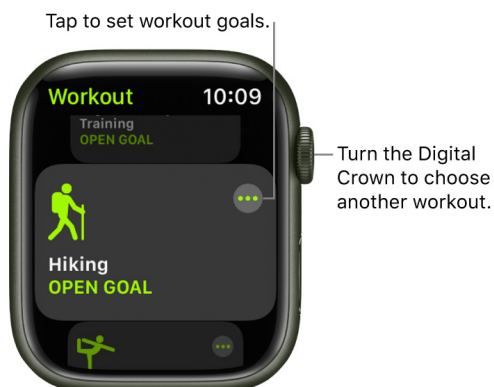 Tap to set workout goals.
Workout 10:09
Training
OPEN GOAL
Turn the Digital
Crown to choose
another workout.
Hiking
OPEN GOAL